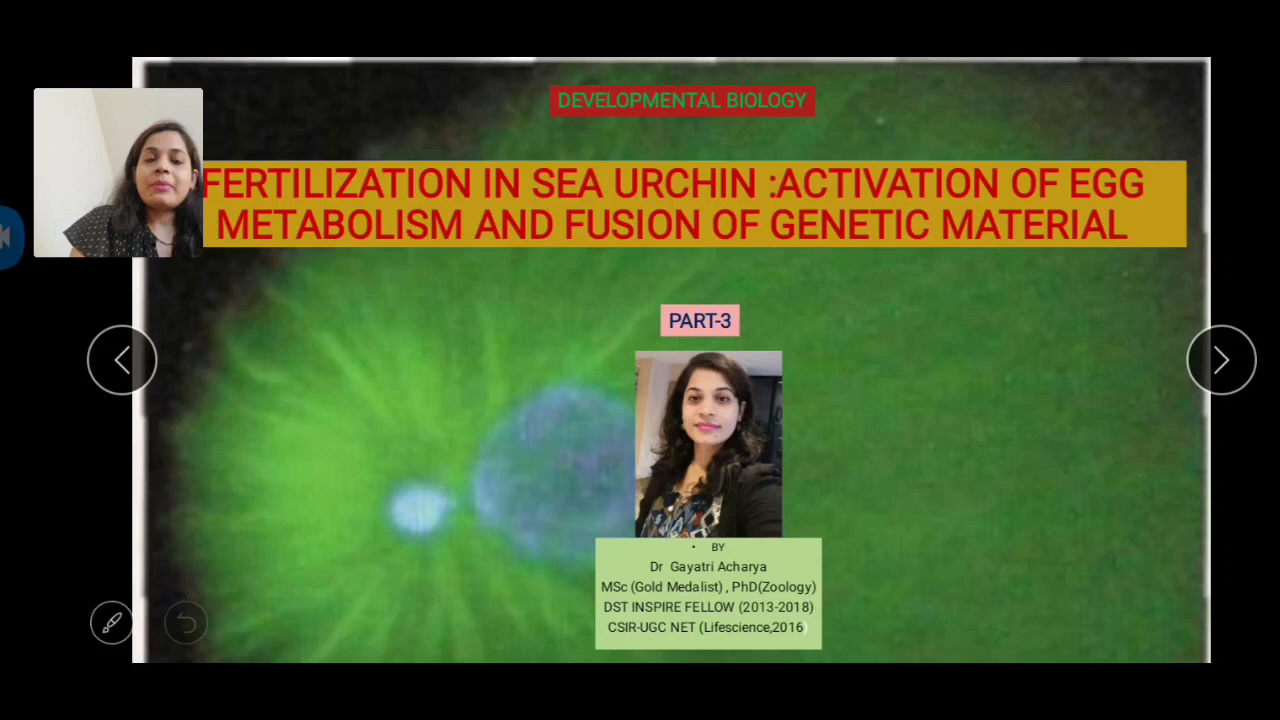 DEVELOPMENTAL BIOLOGY
FERTILIZATION IN SEA URCHIN :ACTIVATION OF EGG
METABOLISM AND FUSION OF GENETIC MATERIAL
PART-3
• BY
Dr Gayatri Acharya
MSc (Gold Medalist) , PhD(Zoology)
DST INSPIRE FELLOW (2013-2018)
CSIR-UGC NET (Lifescience,2016)